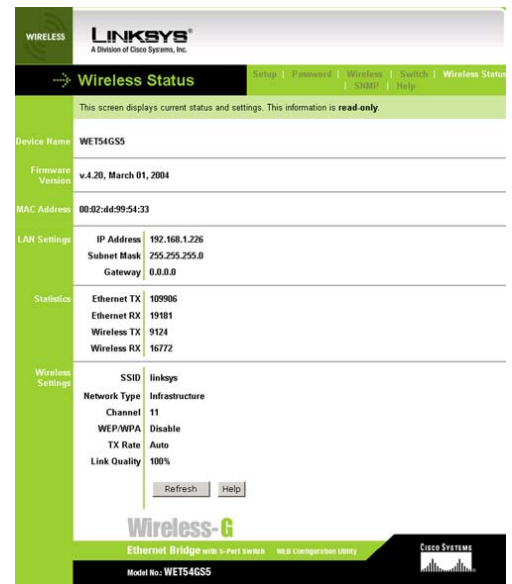 WIRELESS
LINKSYS®
A Division of Cisco Systems, Inc.
Wireless Status
Setup | Password | Wireless | Switch | Wireless Status
| SNMP | Help
This screen displays current status and settings. This information is read-only.
Device Name WET54GS5
Firmware Version v.4.20, March 01, 2004
MAC Address 00:02:dd:99:54:33
LAN Settings IP Address 192.168.1.226
Subnet Mask 255.255.255.0
Gateway 0.0.0.0
Statistics Ethernet TX 109906
Ethernet RX 19181
Wireless TX 9124
Wireless RX 16772
Wireless Settings SSID linksys
Network Type Infrastructure
Channel 11
WEP/WPA Disable
TX Rate Auto
Link Quality 100%
Refresh Help
Wireless-G
Ethernet Bridge with 5-Port Switch WEB Configuration Utility
CISCO SYSTEMS
Model No.: WET54GS5